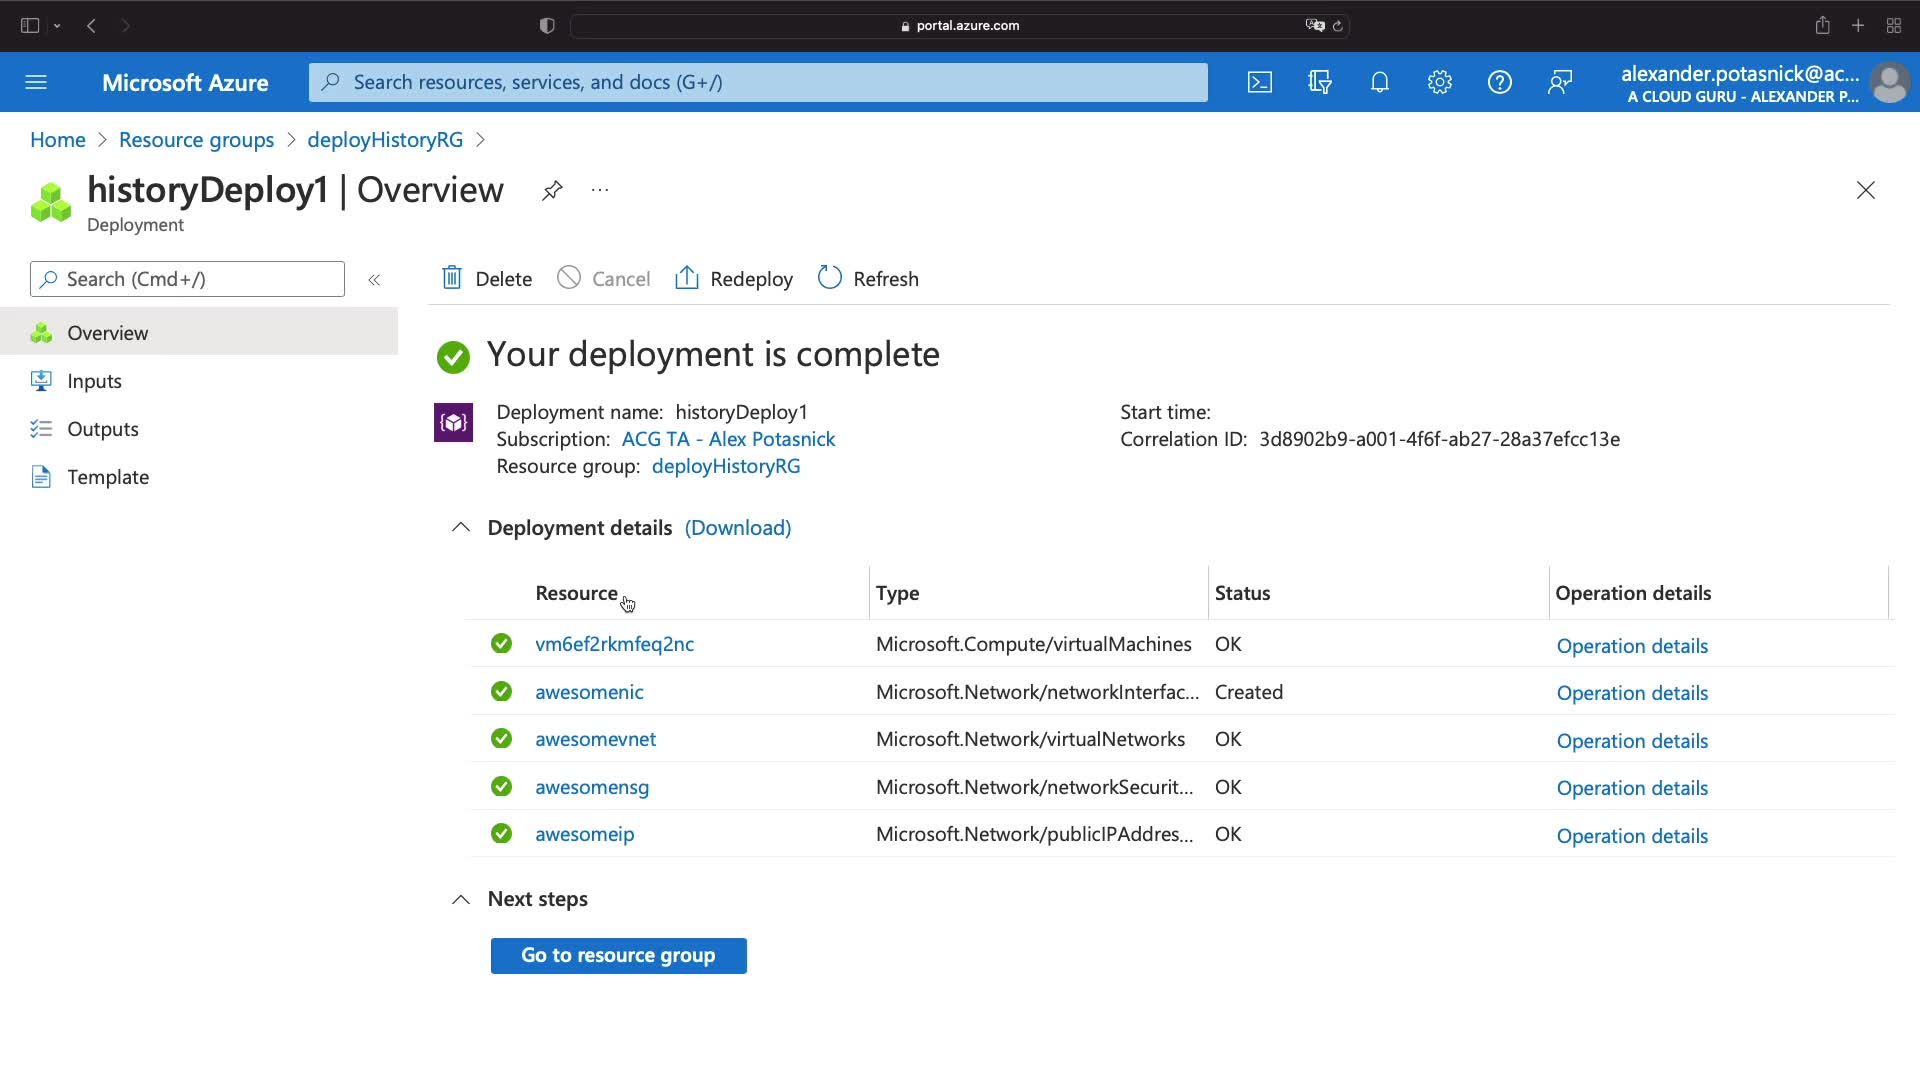 portal.azure.com
Microsoft Azure
Search resources, services, and docs (G+/)
alexander.potasnick@ac...
A CLOUD GURU - ALEXANDER P...
Home > Resource groups > deployHistoryRG >
historyDeploy1 | Overview
Deployment
Search (Cmd+/)
Delete
Cancel
Redeploy
Refresh
Overview
Inputs
Outputs
Template
Your deployment is complete
Deployment name: historyDeploy1
Subscription: ACG TA - Alex Potasnick
Resource group: deployHistoryRG
Start time:
Correlation ID: 3d8902b9-a001-4f6f-ab27-28a37efcc13e
Deployment details (Download)
Resource Type Status Operation details
vm6ef2rkmfeq2nc Microsoft.Compute/virtualMachines OK Operation details
awesomenic Microsoft.Network/networkInterfac... Created Operation details
awesomevnet Microsoft.Network/virtualNetworks OK Operation details
awesomensg Microsoft.Network/networkSecurit... OK Operation details
awesomeip Microsoft.Network/publicIPAddres... OK Operation details
Next steps
Go to resource group